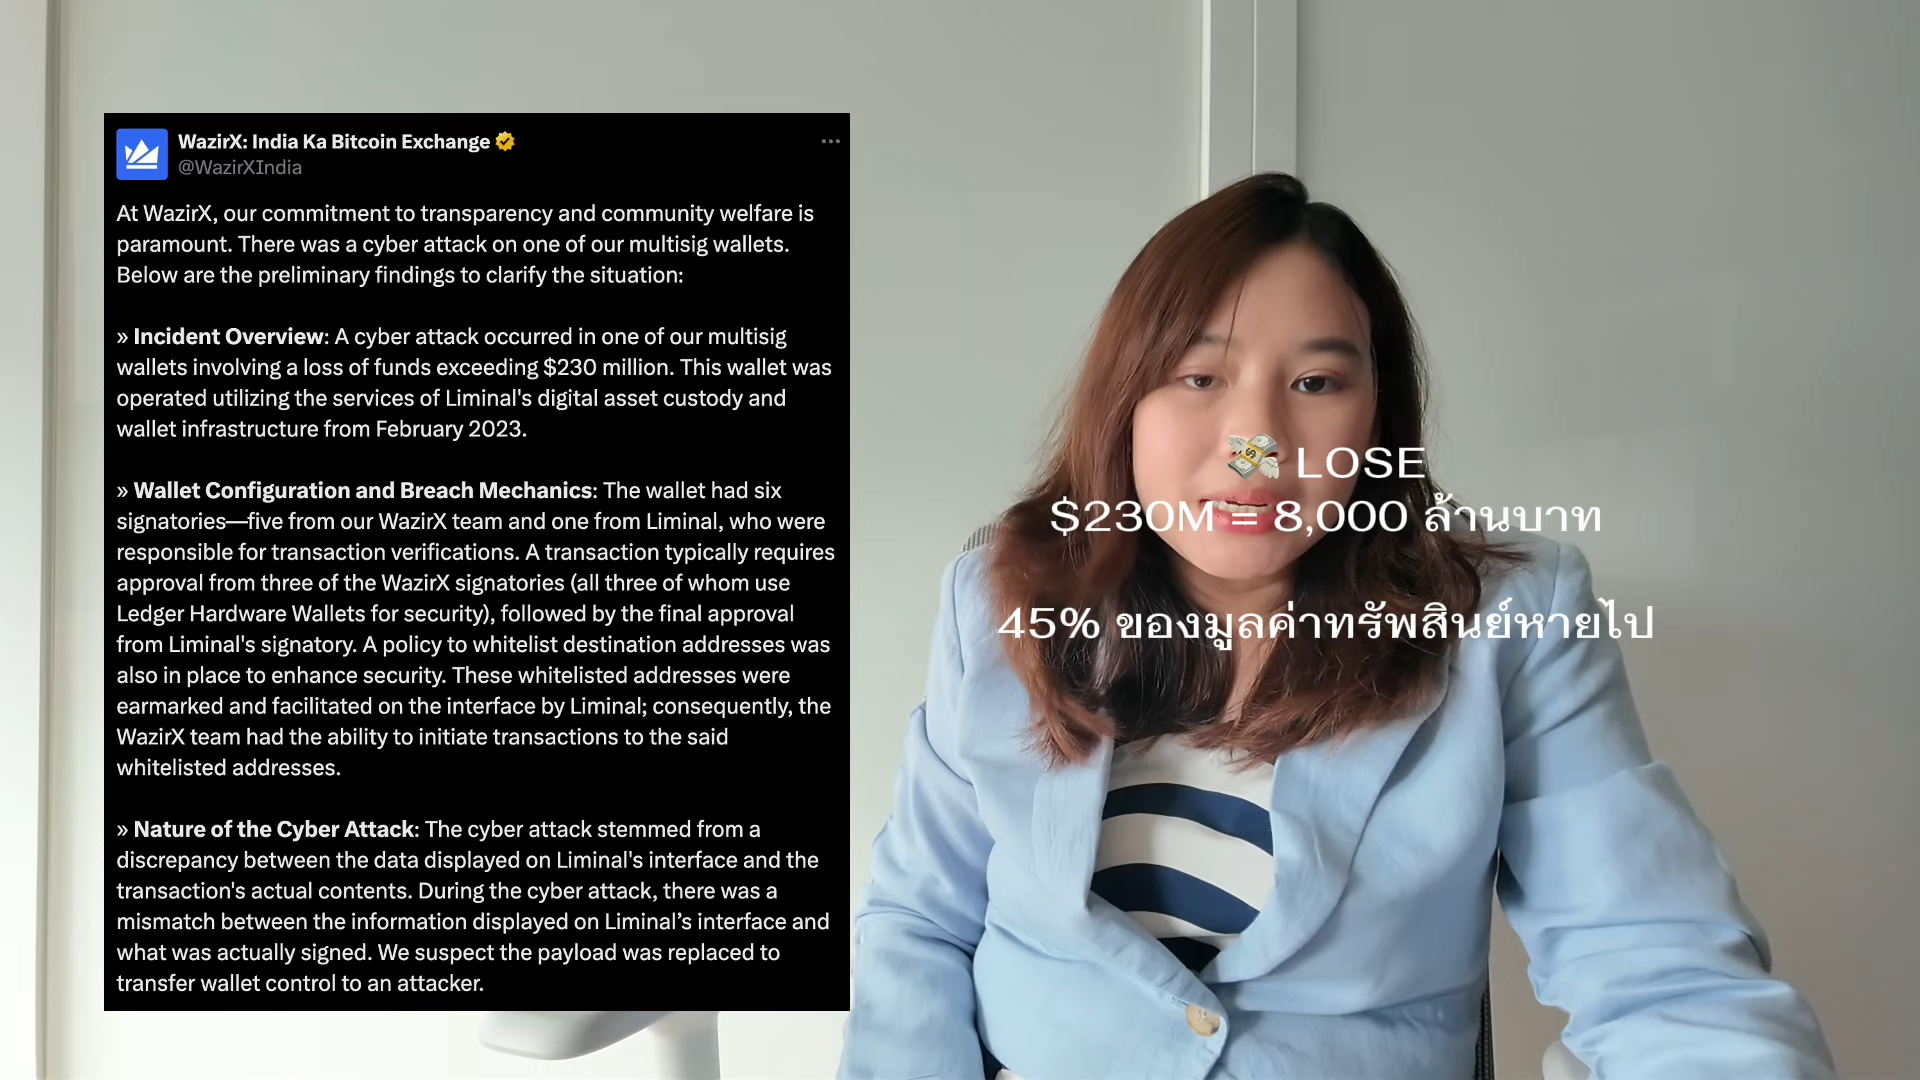 WazirX: India Ka Bitcoin Exchange
@WazirXIndia
At WazirX, our commitment to transparency and community welfare is
paramount. There was a cyber attack on one of our multisig wallets.
Below are the preliminary findings to clarify the situation:
» Incident Overview: A cyber attack occurred in one of our multisig
wallets involving a loss of funds exceeding $230 million. This wallet was
operated utilizing the services of Liminal's digital asset custody and
wallet infrastructure from February 2023.
» Wallet Configuration and Breach Mechanics: The wallet had six
signatories—five from our WazirX team and one from Liminal, who were
responsible for transaction verifications. A transaction typically requires
approval from three of the WazirX signatories (all three of whom use
Ledger Hardware Wallets for security), followed by the final approval
from Liminal's signatory. A policy to whitelist destination addresses was
also in place to enhance security. These whitelisted addresses were
earmarked and facilitated on the interface by Liminal; consequently, the
WazirX team had the ability to initiate transactions to the said
whitelisted addresses.
» Nature of the Cyber Attack: The cyber attack stemmed from a
discrepancy between the data displayed on Liminal's interface and the
transaction's actual contents. During the cyber attack, there was a
mismatch between the information displayed on Liminal’s interface and
what was actually signed. We suspect the payload was replaced to
transfer wallet control to an attacker.
💸 LOSE
$230M = 8,000 ล้านบาท
45% ของมูลค่าทรัพสินย์หายไป